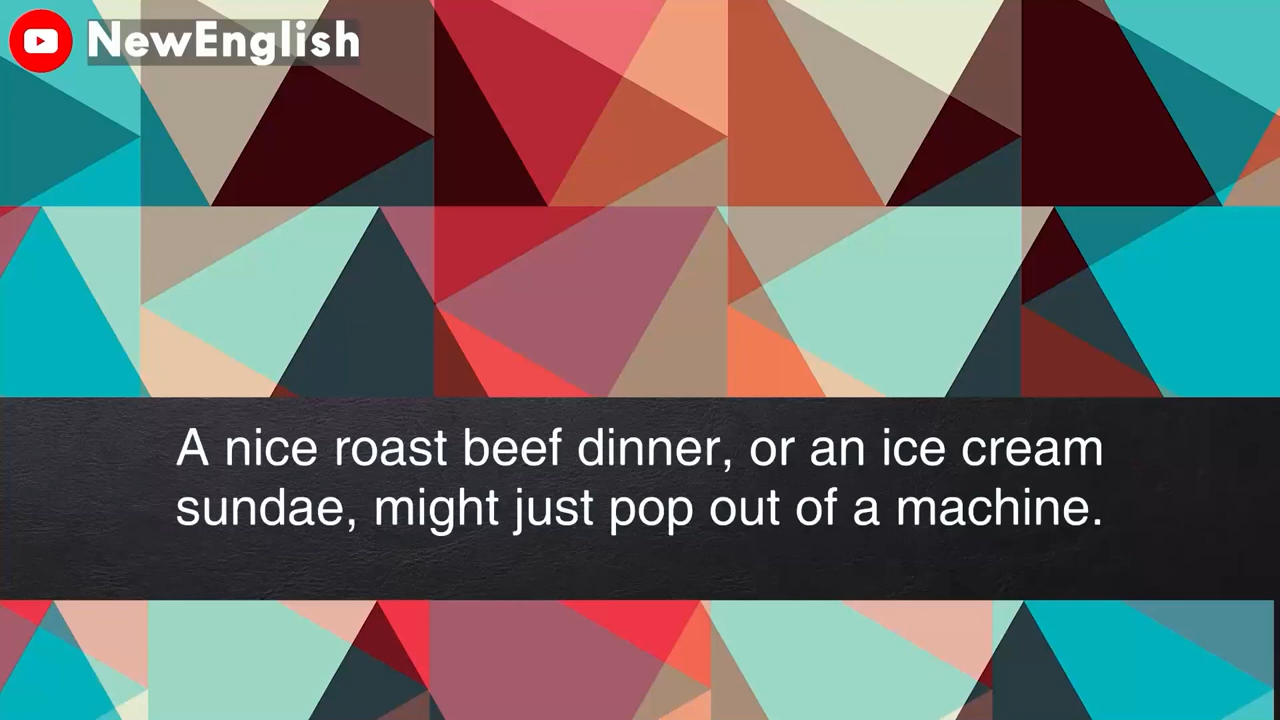 NewEnglish
A nice roast beef dinner, or an ice cream
sundae, might just pop out of a machine.